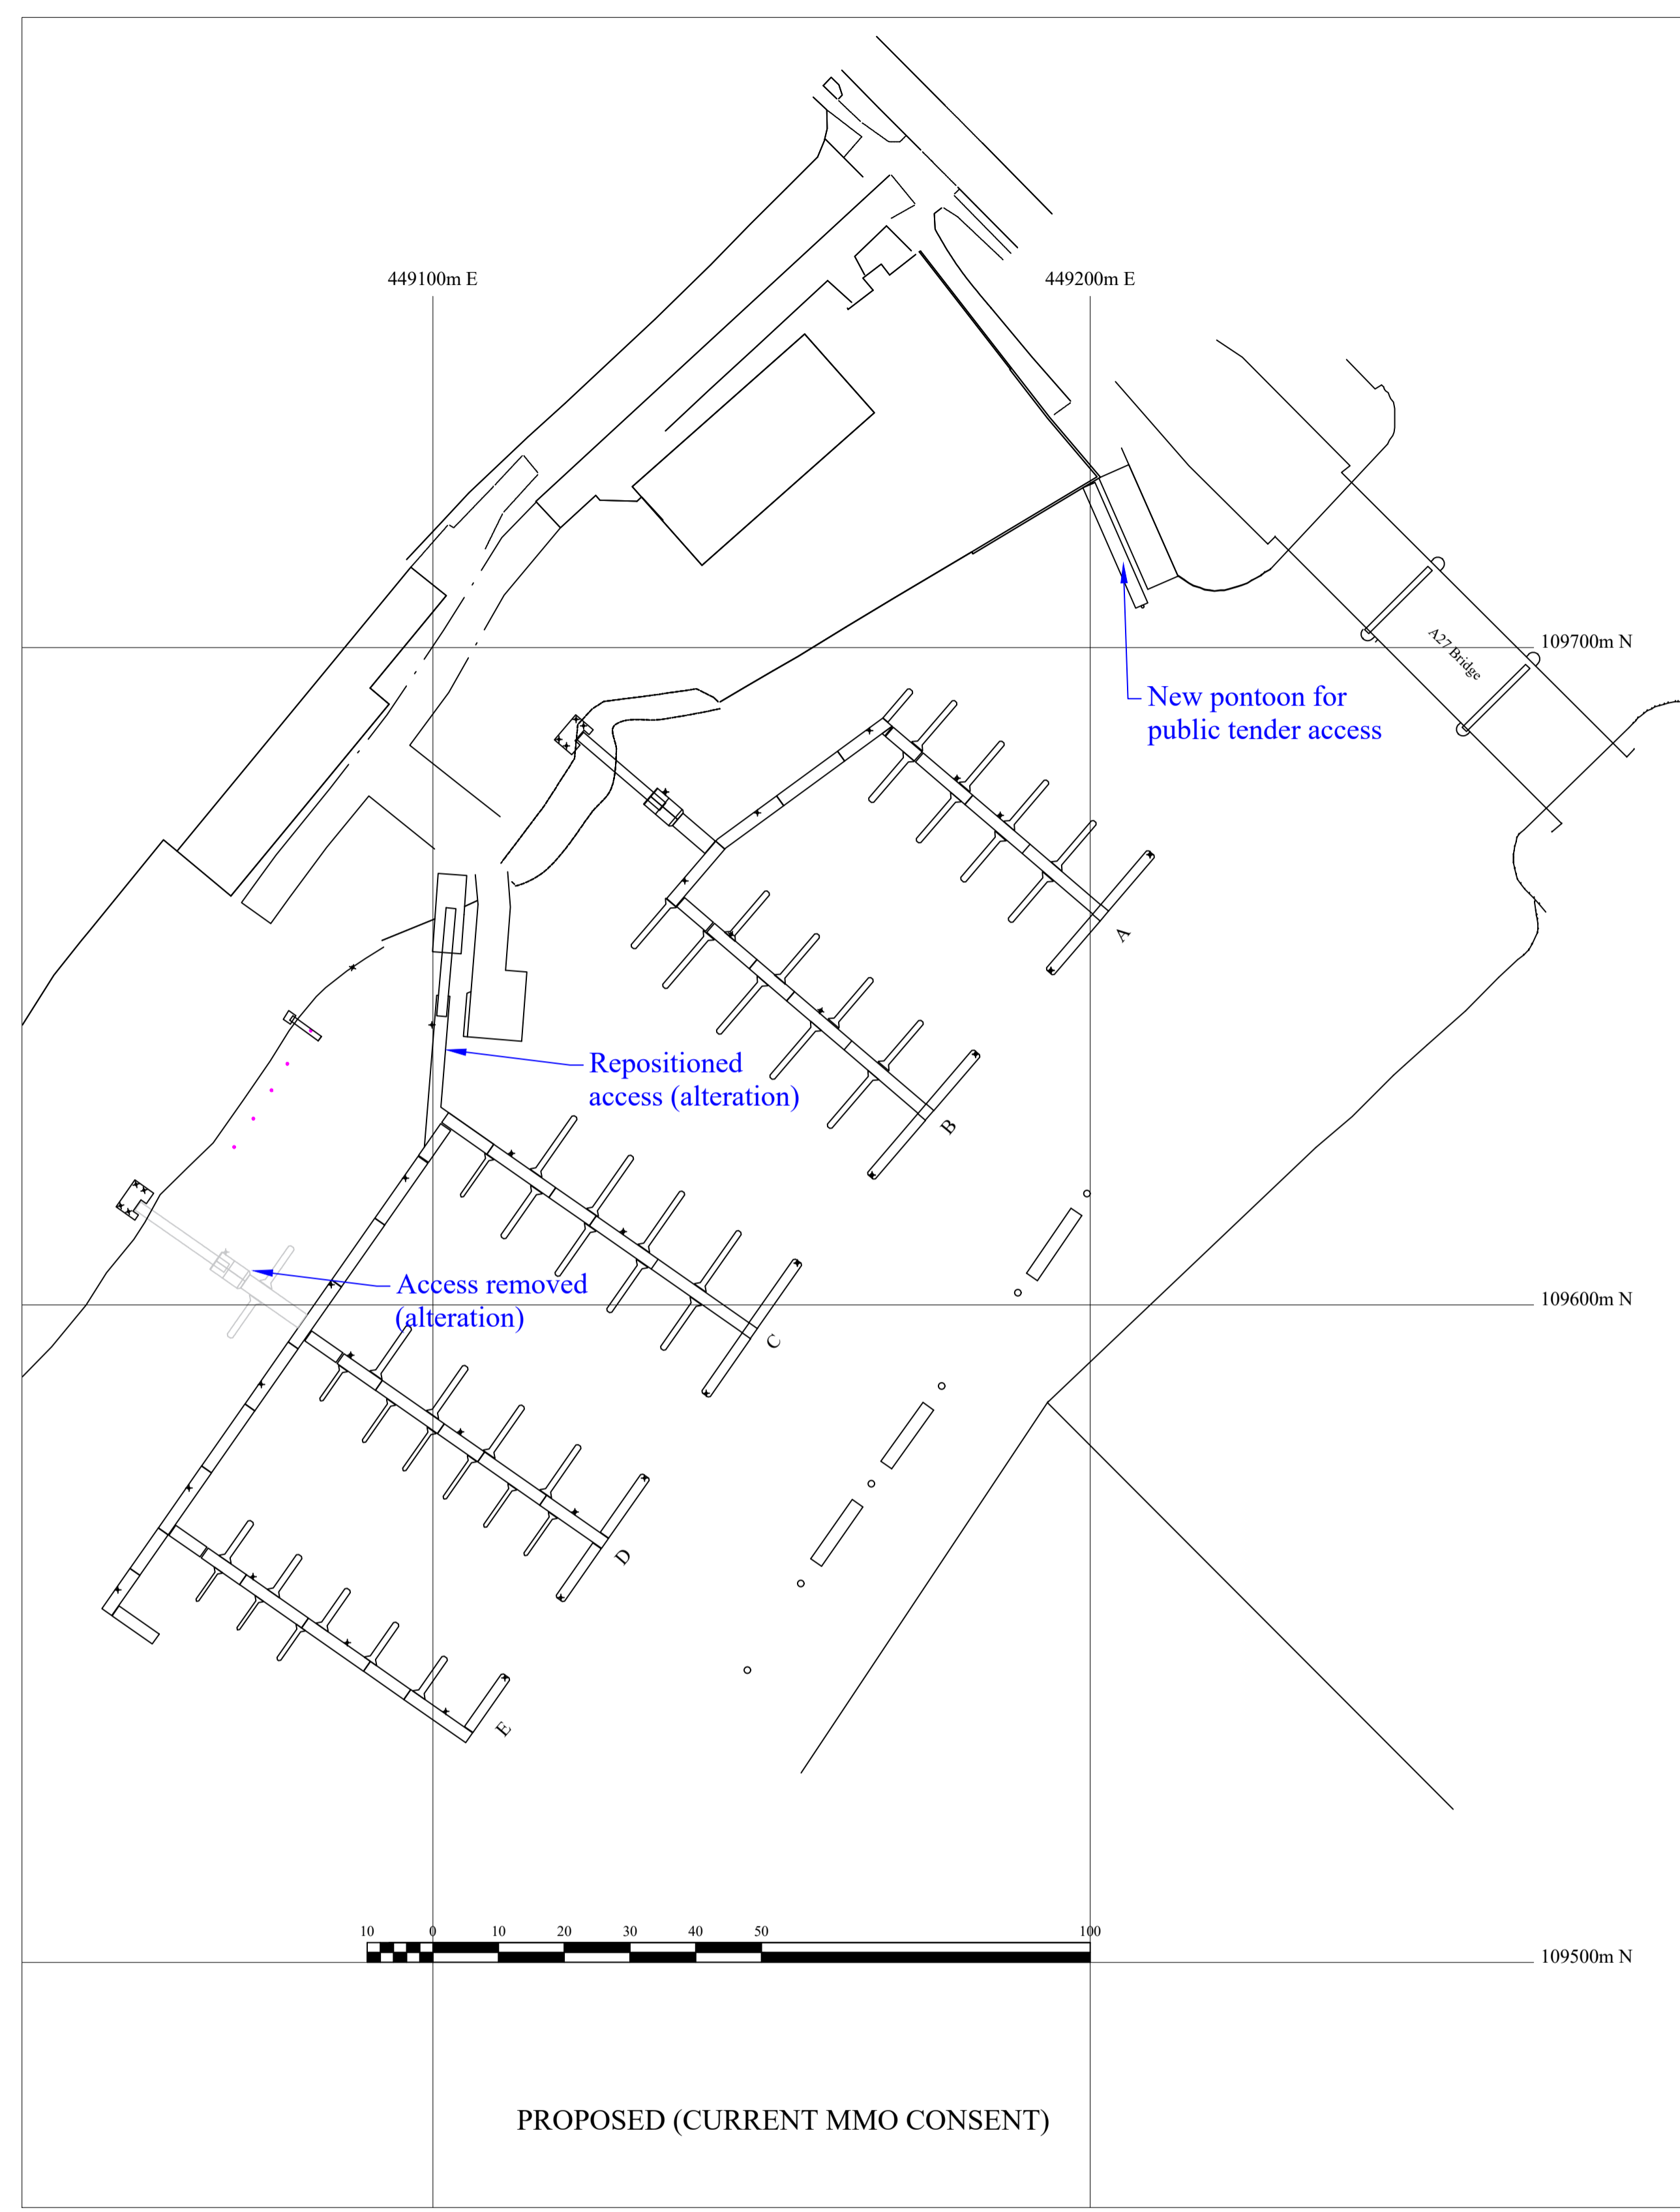 449100m E
449200m E
109700m N
A27 Bridge
New pontoon for
public tender access
A
B
Repositioned
access (alteration)
Access removed
(alteration)
109600m N
C
D
E
10 0 10 20 30 40 50 100
109500m N
PROPOSED (CURRENT MMO CONSENT)